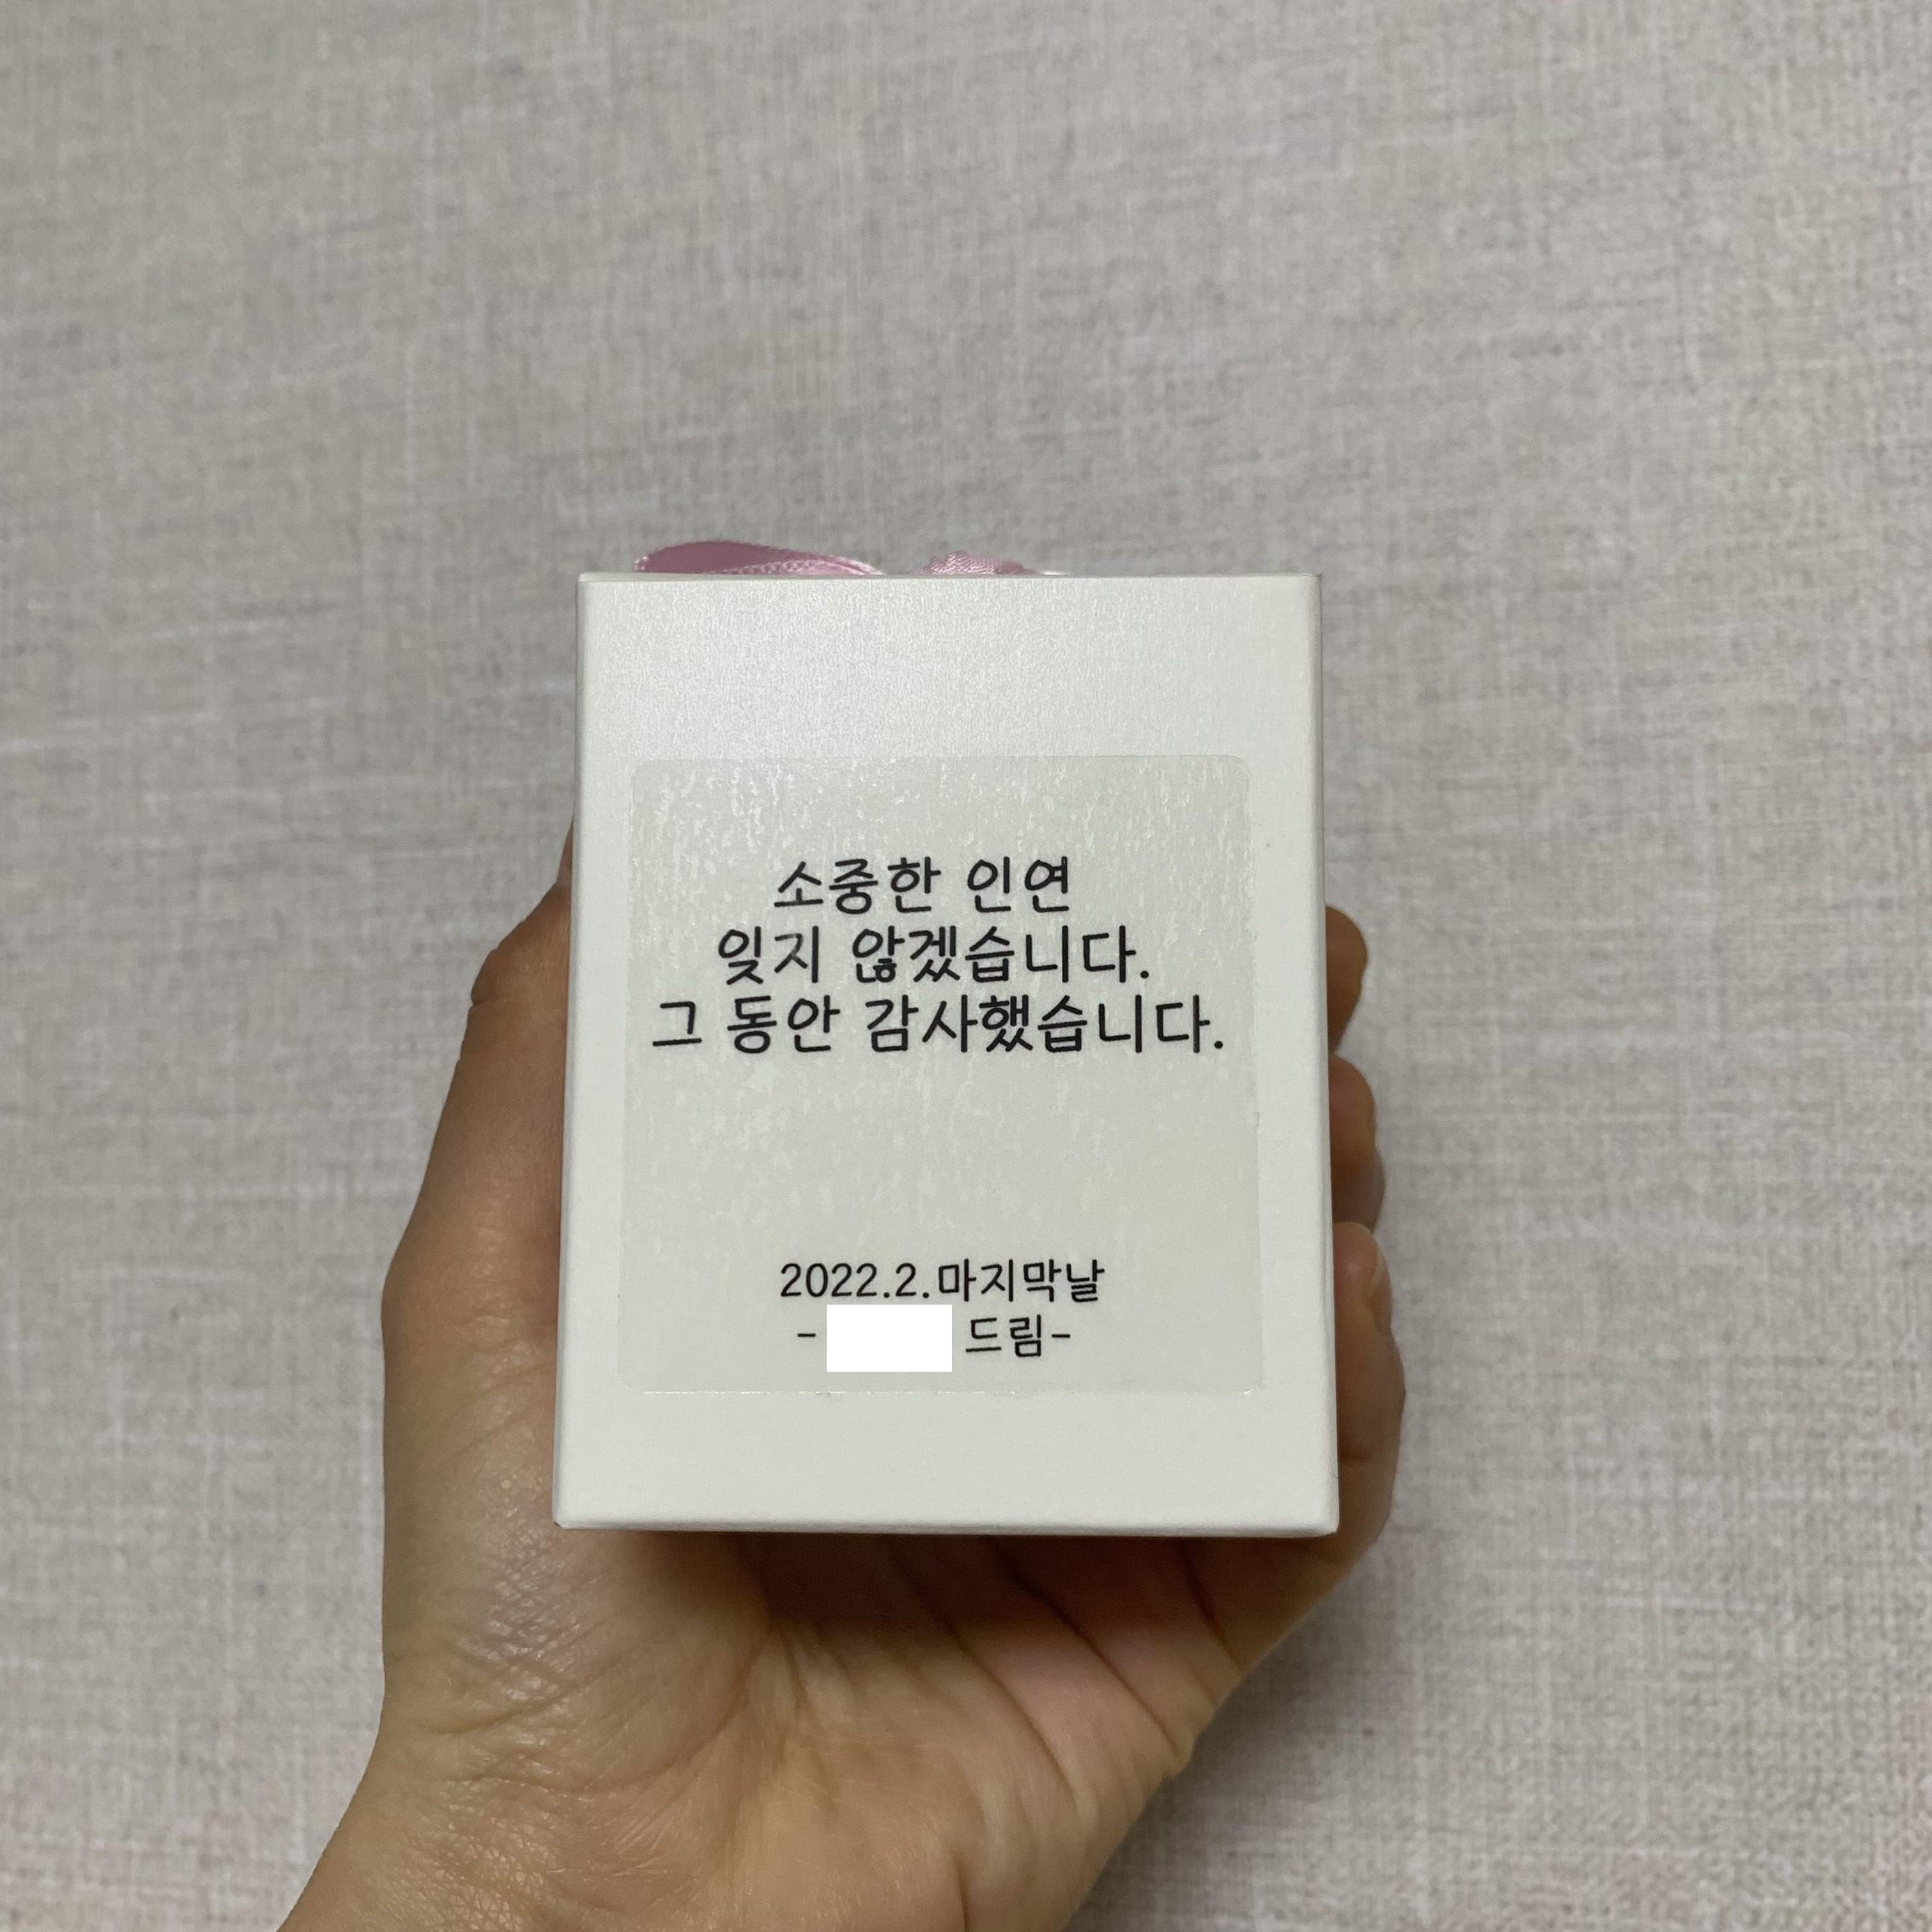 소중한 인연
잊지 않겠습니다.
그 동안 감사했습니다.
2022.2.마지막날
- 드림-